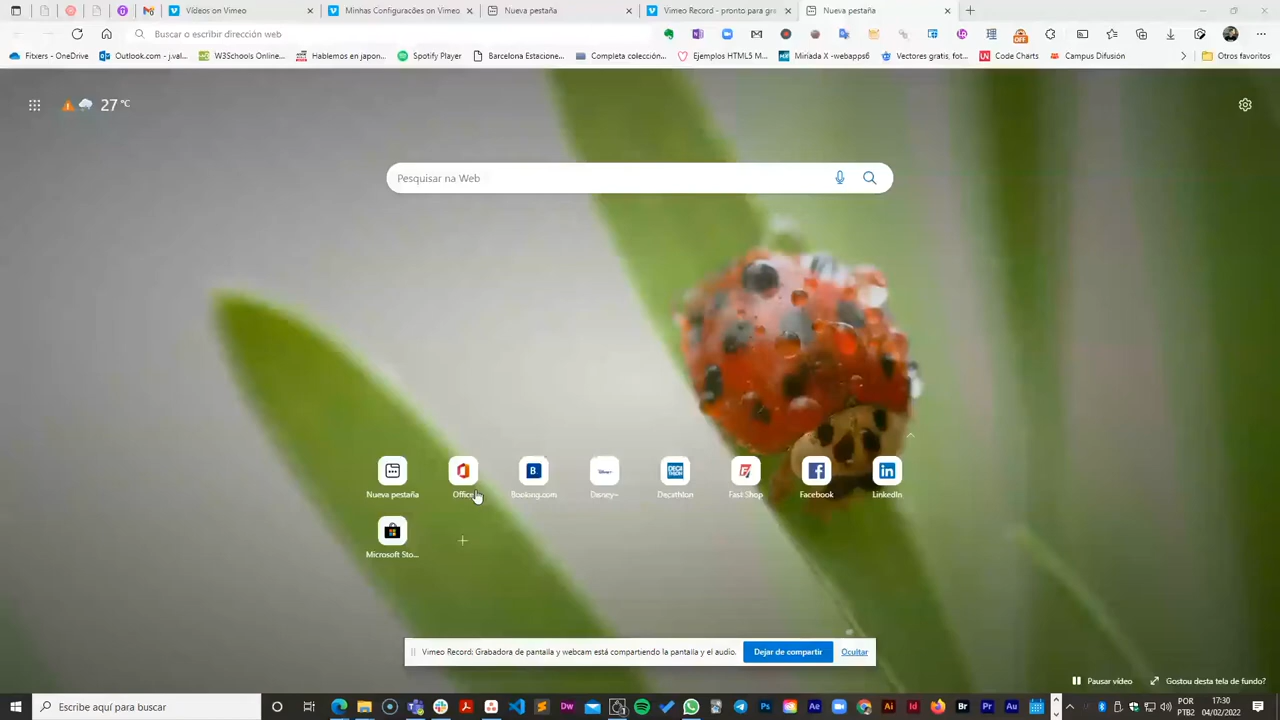 Vídeos on Vimeo
Minhas Configurações on Vimeo
Nueva pestaña
Vimeo Record - pronto para gr
Nueva pestaña
Buscar o escribir dirección web
OFF
Fitxers - OneDrive
Outlook.com - j.val...
W3Schools Online...
Hablemos en japon...
Spotify Player
Barcelona Estacione...
Completa colección...
Ejemplos HTML5 M...
Miriada X -webapps6
Vectores gratis, fot...
Code Charts
Campus Difusión
Otros favoritos
27 °C
Pesquisar na Web
Nueva pestaña
Office
Booking.com
Disney+
Decathlon
Fast Shop
Facebook
LinkedIn
Microsoft Sto...
Vimeo Record: Grabadora de pantalla y webcam está compartiendo la pantalla y el audio.
Dejar de compartir
Ocultar
Pausar vídeo
Gostou desta tela de fundo?
Escribe aquí para buscar
POR
PTB2
17:30
04/02/2022